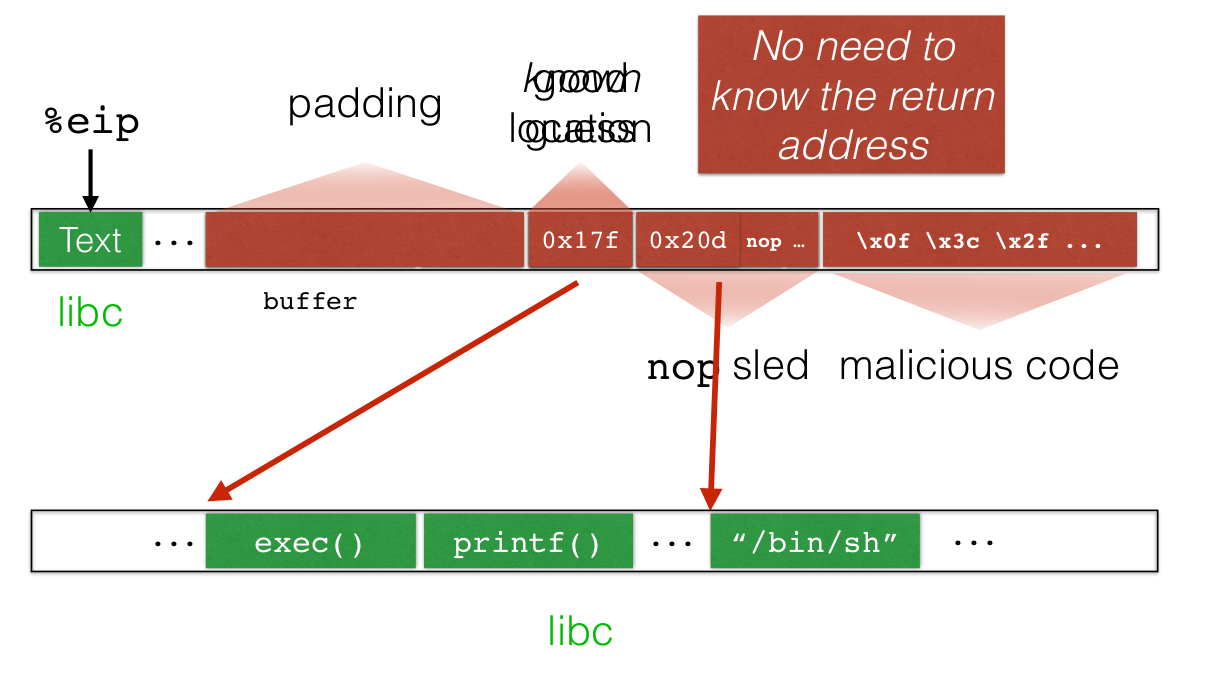 No need to
know the return
address
padding
known
location
good
guess
%eip
Text ... 0x17f 0x20d nop … \x0f \x3c \x2f ...
libc
buffer
nop sled
malicious code
... exec() printf() ... “/bin/sh” ...
libc